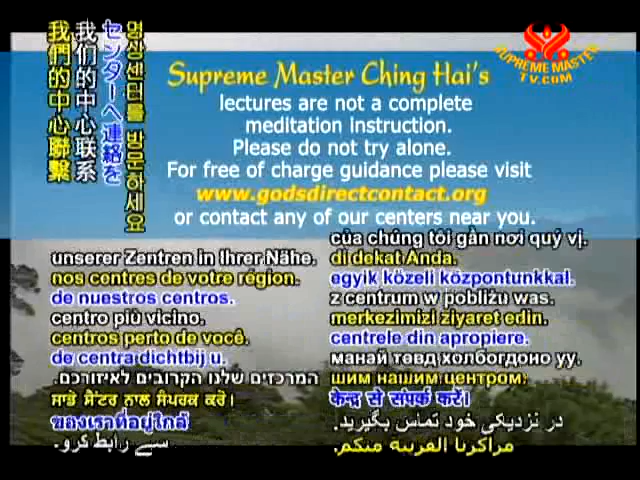 我們的中心聯繫
我们的中心联系
センターへ連絡を
명상센터를 방문하세요
SUPREME MASTER
TV.COM
Supreme Master Ching Hai's
lectures are not a complete
meditation instruction.
Please do not try alone.
For free of charge guidance please visit
www.godsdirectcontact.org
or contact any of our centers near you.
unserer Zentren in Ihrer Nähe.
nos centres de votre région.
de nuestros centros.
centro più vicino.
centros perto de você.
de centra dichtbij u.
המרכזים שלנו הקרובים לאיזורכם.
ਸਾਡੇ ਸੈਂਟਰ ਨਾਲ ਸੰਪਰਕ ਕਰੋ।
ของเราที่อยู่ใกล้
سے رابط کرو.
của chúng tôi gần nơi quý vị.
di dekat Anda.
egyik közeli központunkkal.
z centrum w pobliżu was.
merkezimizi ziyaret edin.
centrele din apropiere.
манай төвд холбогдоно уу.
шим нашим центром:
केन्द्र से संपर्क करें।
در نزدیکی خود تماس بگیرید.
مراكزنا القريبة منكم.